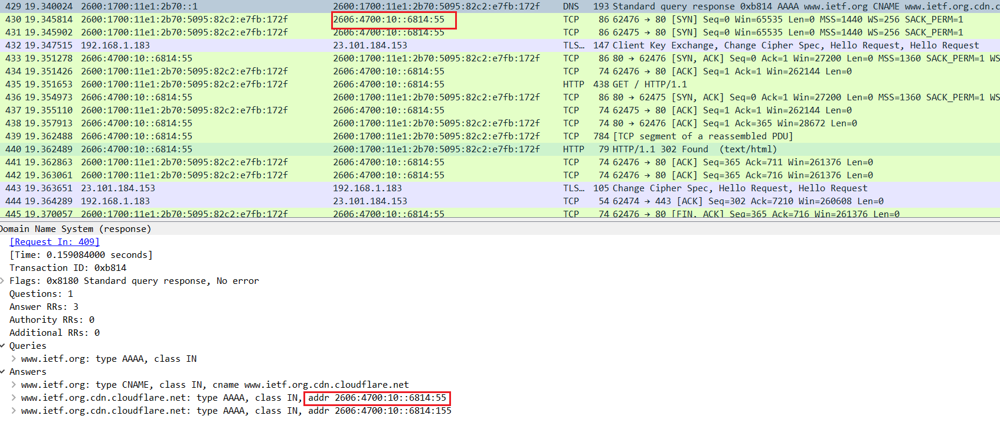 429 19.340024 2600:1700:11e1:2b70::1 2600:1700:11e1:2b70:5095:82c2:e7fb:172f DNS 193 Standard query response 0xb814 AAAA www.ietf.org CNAME www.ietf.org.cdn.c
430 19.345814 2600:1700:11e1:2b70:5095:82c2:e7fb:172f 2606:4700:10::6814:55 TCP 86 62476 → 80 [SYN] Seq=0 Win=65535 Len=0 MSS=1440 WS=256 SACK_PERM=1
431 19.345902 2600:1700:11e1:2b70:5095:82c2:e7fb:172f 2606:4700:10::6814:55 TCP 86 62475 → 80 [SYN] Seq=0 Win=65535 Len=0 MSS=1440 WS=256 SACK_PERM=1
432 19.347515 192.168.1.183 23.101.184.153 TLS… 147 Client Key Exchange, Change Cipher Spec, Hello Request, Hello Request
433 19.351278 2606:4700:10::6814:55 2600:1700:11e1:2b70:5095:82c2:e7fb:172f TCP 86 80 → 62476 [SYN, ACK] Seq=0 Ack=1 Win=27200 Len=0 MSS=1360 SACK_PERM=1 WS
434 19.351426 2600:1700:11e1:2b70:5095:82c2:e7fb:172f 2606:4700:10::6814:55 TCP 74 62476 → 80 [ACK] Seq=1 Ack=1 Win=262144 Len=0
435 19.351653 2600:1700:11e1:2b70:5095:82c2:e7fb:172f 2606:4700:10::6814:55 HTTP 438 GET / HTTP/1.1
436 19.354973 2606:4700:10::6814:55 2600:1700:11e1:2b70:5095:82c2:e7fb:172f TCP 86 80 → 62475 [SYN, ACK] Seq=0 Ack=1 Win=27200 Len=0 MSS=1360 SACK_PERM=1 WS
437 19.355110 2600:1700:11e1:2b70:5095:82c2:e7fb:172f 2606:4700:10::6814:55 TCP 74 62475 → 80 [ACK] Seq=1 Ack=1 Win=262144 Len=0
438 19.357913 2606:4700:10::6814:55 2600:1700:11e1:2b70:5095:82c2:e7fb:172f TCP 74 80 → 62476 [ACK] Seq=1 Ack=365 Win=28672 Len=0
439 19.362488 2606:4700:10::6814:55 2600:1700:11e1:2b70:5095:82c2:e7fb:172f TCP 784 [TCP segment of a reassembled PDU]
440 19.362489 2606:4700:10::6814:55 2600:1700:11e1:2b70:5095:82c2:e7fb:172f HTTP 79 HTTP/1.1 302 Found (text/html)
441 19.362863 2600:1700:11e1:2b70:5095:82c2:e7fb:172f 2606:4700:10::6814:55 TCP 74 62476 → 80 [ACK] Seq=365 Ack=711 Win=261376 Len=0
442 19.363061 2600:1700:11e1:2b70:5095:82c2:e7fb:172f 2606:4700:10::6814:55 TCP 74 62476 → 80 [ACK] Seq=365 Ack=716 Win=261376 Len=0
443 19.363651 23.101.184.153 192.168.1.183 TLS… 105 Change Cipher Spec, Hello Request, Hello Request
444 19.364289 192.168.1.183 23.101.184.153 TCP 54 62474 → 443 [ACK] Seq=302 Ack=7210 Win=260608 Len=0
445 19.370057 2600:1700:11e1:2b70:5095:82c2:e7fb:172f 2606:4700:10::6814:55 TCP 74 62476 → 80 [FIN, ACK] Seq=365 Ack=716 Win=261376 Len=0
Domain Name System (response)
[Request In: 409]
[Time: 0.159084000 seconds]
Transaction ID: 0xb814
Flags: 0x8180 Standard query response, No error
Questions: 1
Answer RRs: 3
Authority RRs: 0
Additional RRs: 0
Queries
www.ietf.org: type AAAA, class IN
Answers
www.ietf.org: type CNAME, class IN, cname www.ietf.org.cdn.cloudflare.net
www.ietf.org.cdn.cloudflare.net: type AAAA, class IN, addr 2606:4700:10::6814:55
www.ietf.org.cdn.cloudflare.net: type AAAA, class IN, addr 2606:4700:10::6814:155